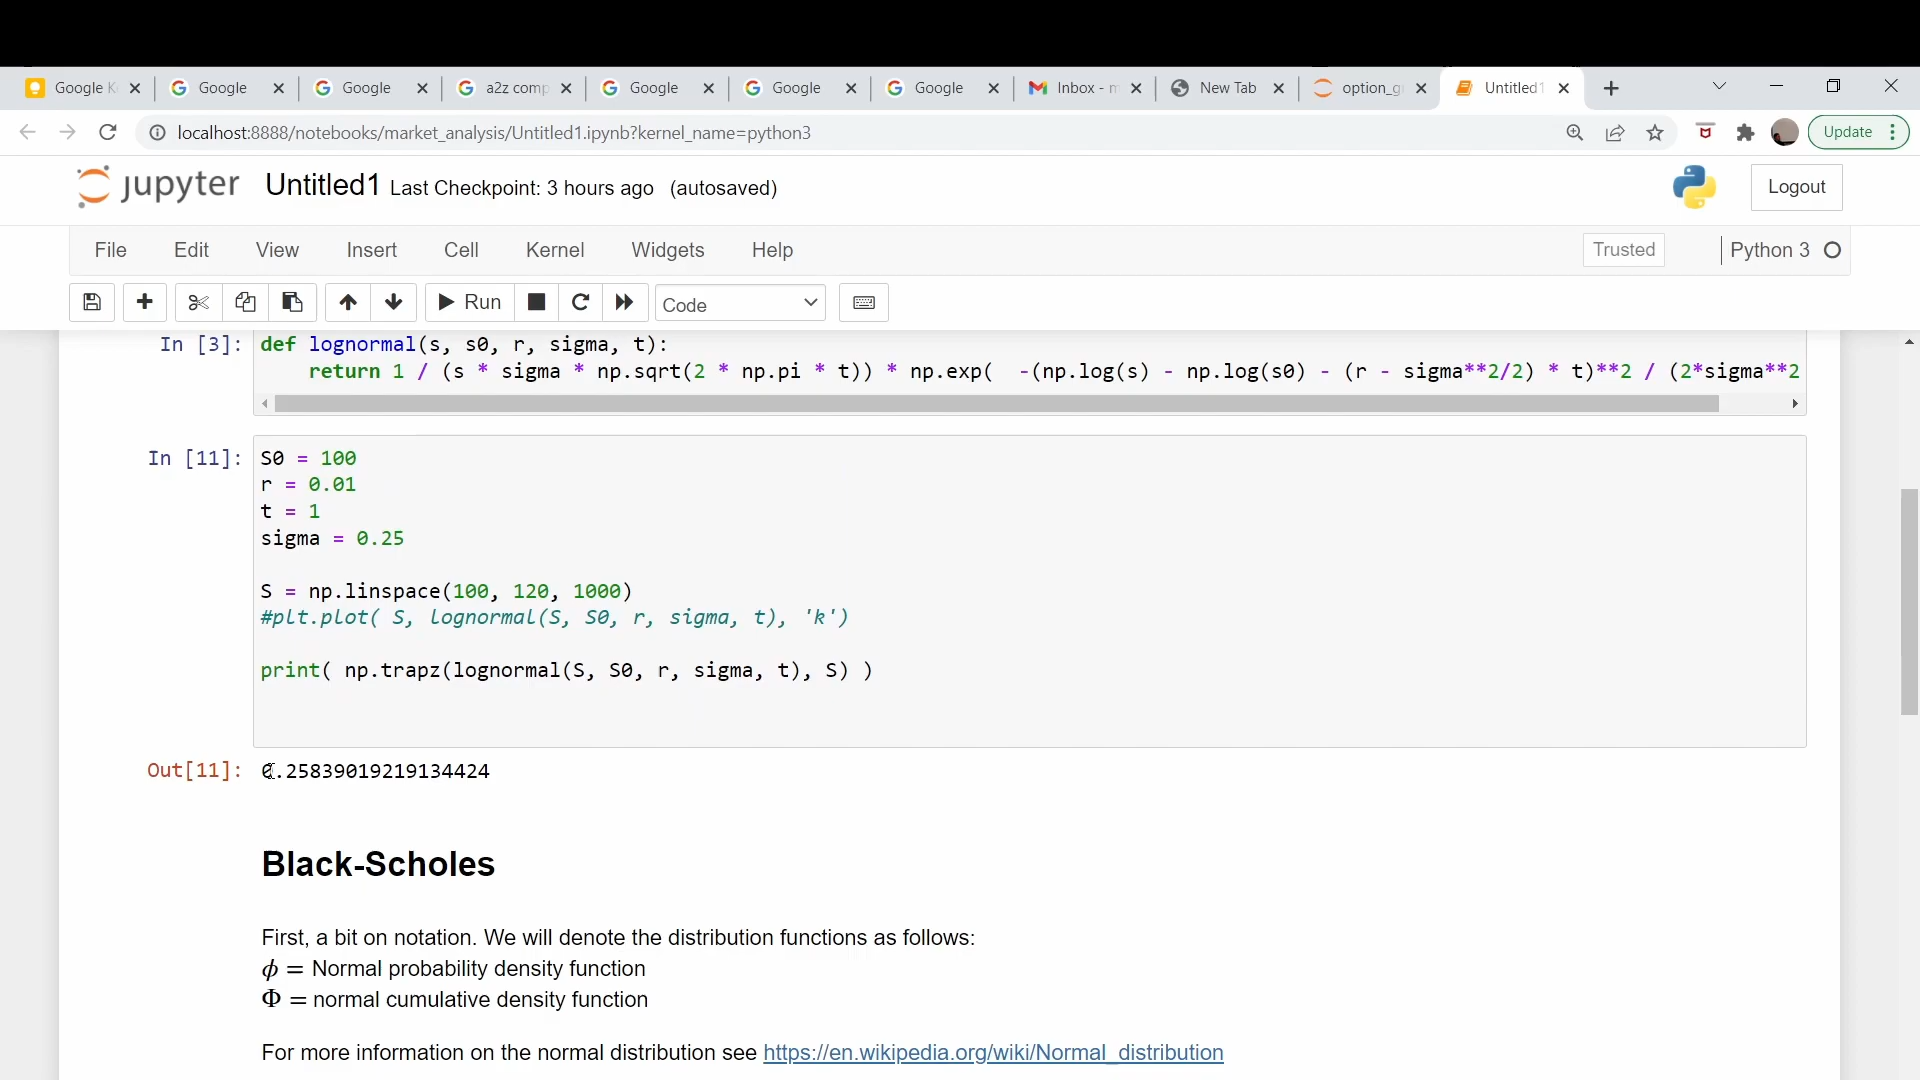 Google K
Google
Google
a2z comp
Google
Google
Google
Inbox - m
New Tab
option_g
Untitled1
localhost:8888/notebooks/market_analysis/Untitled1.ipynb?kernel_name=python3
Update
jupyter Untitled1 Last Checkpoint: 3 hours ago (autosaved)
Logout
File Edit View Insert Cell Kernel Widgets Help
Trusted
Python 3
Run
Code
In [3]: def lognormal(s, s0, r, sigma, t):
return 1 / (s * sigma * np.sqrt(2 * np.pi * t)) * np.exp(  -(np.log(s) - np.log(s0) - (r - sigma**2/2) * t)**2 / (2*sigma**2
In [11]: S0 = 100
r = 0.01
t = 1
sigma = 0.25
S = np.linspace(100, 120, 1000)
#plt.plot( S, lognormal(S, S0, r, sigma, t), 'k')
print( np.trapz(lognormal(S, S0, r, sigma, t), S) )
Out[11]: 0.25839019219134424
Black-Scholes
First, a bit on notation. We will denote the distribution functions as follows:
ϕ = Normal probability density function
Φ = normal cumulative density function
For more information on the normal distribution see https://en.wikipedia.org/wiki/Normal_distribution